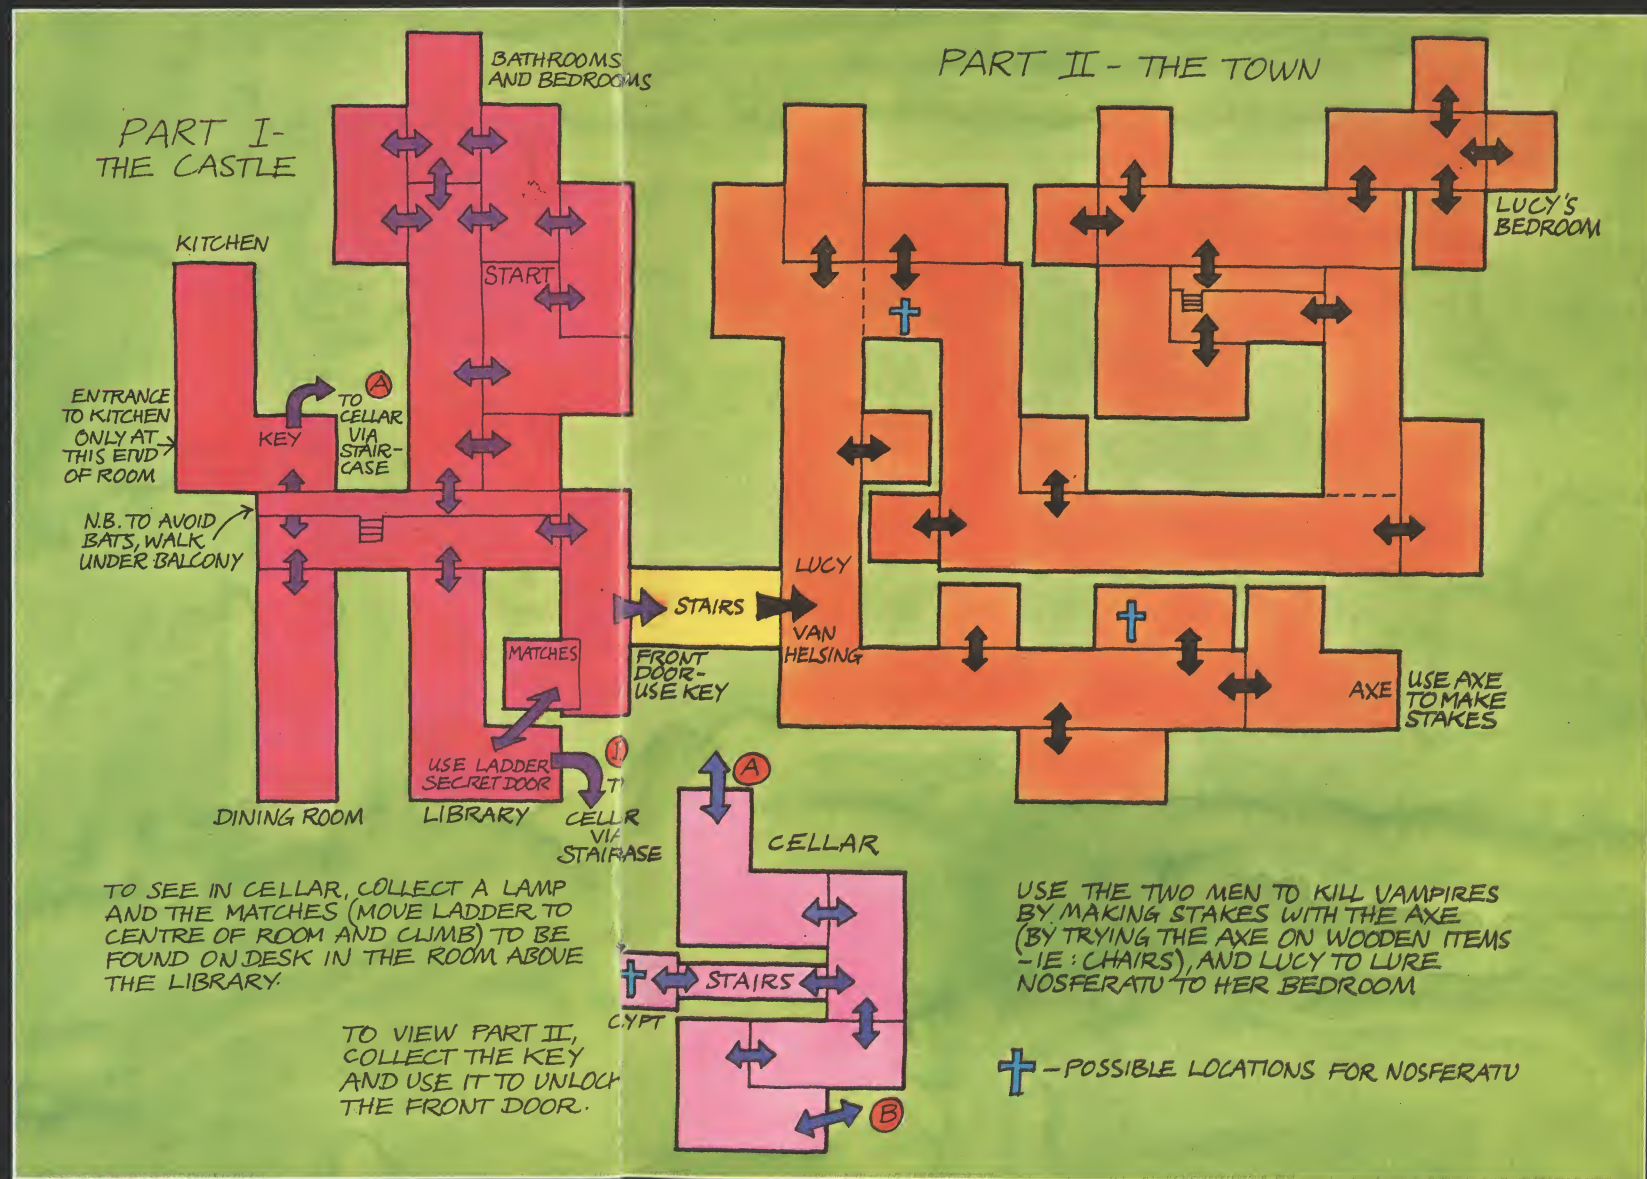 BATHROOMS
AND BEDROOMS
PART I-
THE CASTLE
KITCHEN
START
ENTRANCE
TO KITCHEN
ONLY AT
THIS END
OF ROOM
KEY
A
TO
CELLAR
VIA
STAIR-
CASE
N.B. TO AVOID
BATS, WALK
UNDER BALCONY
MATCHES
STAIRS
FRONT
DOOR-
USE KEY
USE LADDER
SECRET DOOR
DINING ROOM
LIBRARY
CELL R
VIA
STAIR ASE
TO SEE IN CELLAR, COLLECT A LAMP
AND THE MATCHES (MOVE LADDER TO
CENTRE OF ROOM AND CLIMB) TO BE
FOUND ON DESK IN THE ROOM ABOVE
THE LIBRARY.
TO VIEW PART II,
COLLECT THE KEY
AND USE IT TO UNLOCK
THE FRONT DOOR.
A
CELLAR
STAIRS
C YPT
B
PART II - THE TOWN
LUCY'S
BEDROOM
LUCY
VAN
HELSING
AXE
USE AXE
TO MAKE
STAKES
USE THE TWO MEN TO KILL VAMPIRES
BY MAKING STAKES WITH THE AXE
(BY TRYING THE AXE ON WOODEN ITEMS
-IE: CHAIRS), AND LUCY TO LURE
NOSFERATU TO HER BEDROOM
- POSSIBLE LOCATIONS FOR NOSFERATU